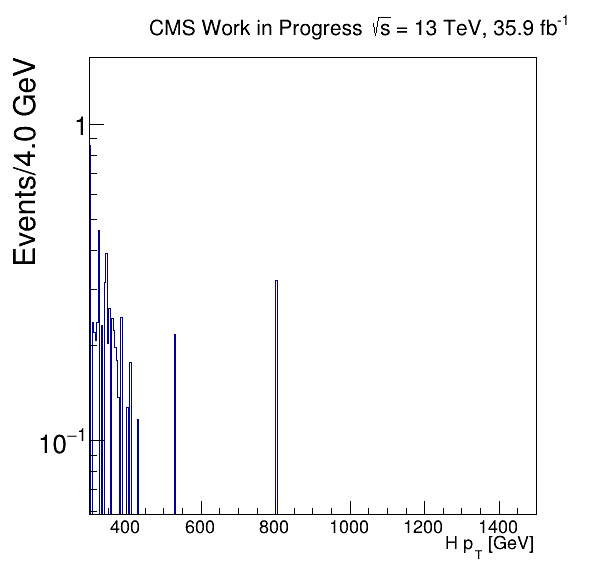 CMS Work in Progress √s = 13 TeV, 35.9 fb⁻¹
Events/4.0 GeV
1
10⁻¹
400 600 800 1000 1200 1400
H p_T [GeV]